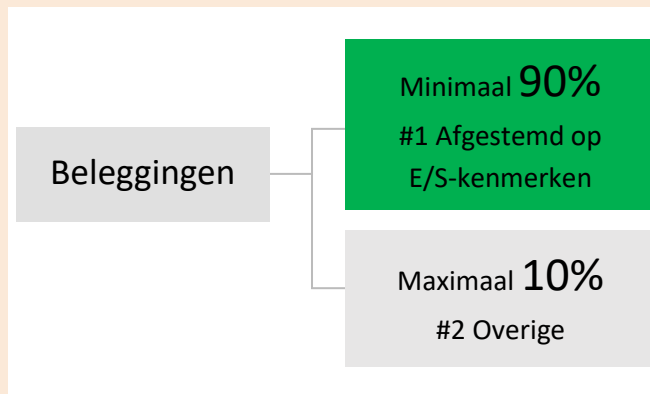 Beleggingen
Minimaal 90%
#1 Afgestemd op
E/S-kenmerken
Maximaal 10%
#2 Overige